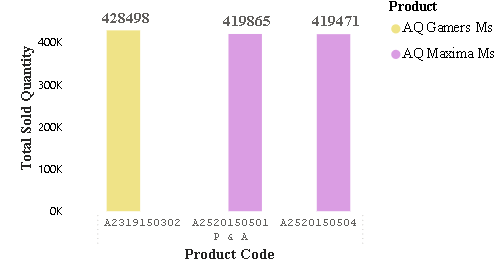 Product
AQ Gamers Ms
AQ Maxima Ms
428498
419865
419471
400K
300K
200K
100K
0K
Total Sold Quantity
A2319150302
A2520150501
A2520150504
P & A
Product Code